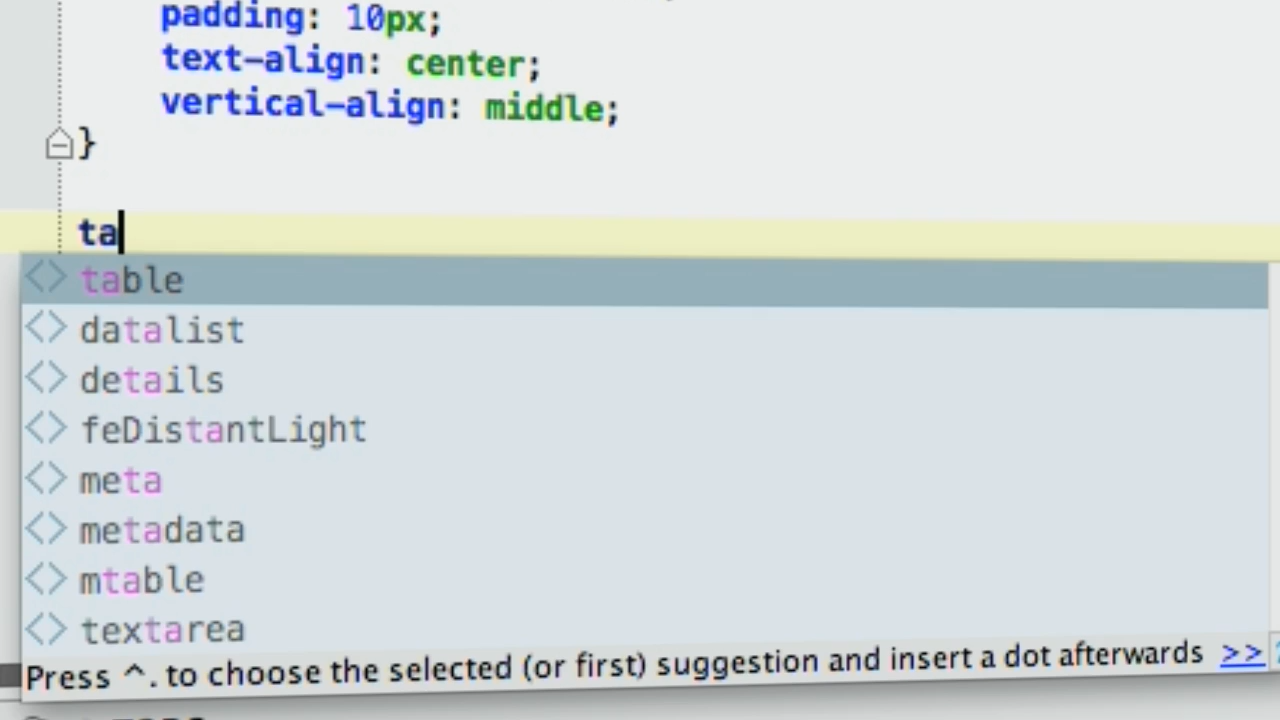 padding: 10px;
text-align: center;
vertical-align: middle;
}
ta
<> table
<> datalist
<> details
<> feDistantLight
<> meta
<> metadata
<> mtable
<> textarea
Press ^. to choose the selected (or first) suggestion and insert a dot afterwards >>